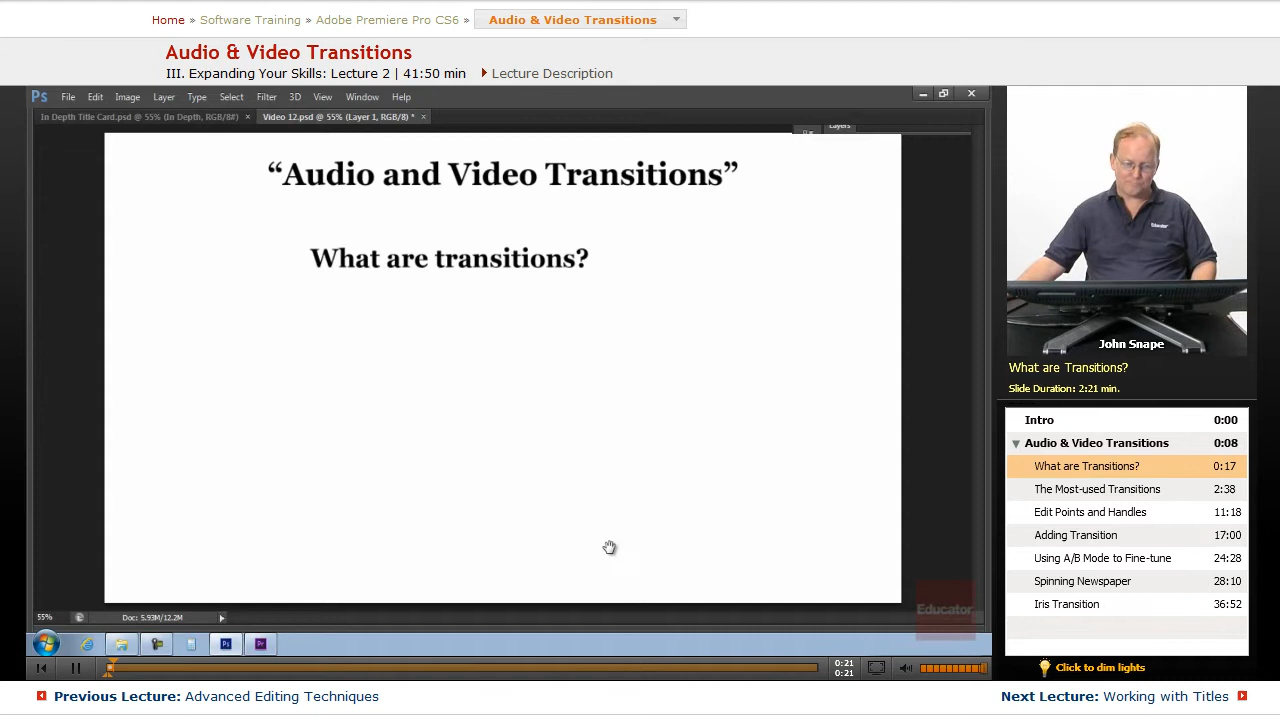 Home » Software Training » Adobe Premiere Pro CS6 » Audio & Video Transitions
Audio & Video Transitions
III. Expanding Your Skills: Lecture 2 | 41:50 min Lecture Description
Ps File Edit Image Layer Type Select Filter 3D View Window Help
In Depth Title Card.psd @ 55% (In Depth, RGB/8#) × Video 12.psd @ 55% (Layer 1, RGB/8) * ×
Layers
“Audio and Video Transitions”
What are transitions?
Educator
55% Doc: 5.93M/12.2M
Ps Pr
0:21
0:21
John Snape
What are Transitions?
Slide Duration: 2:21 min.
Intro 0:00
Audio & Video Transitions 0:08
What are Transitions? 0:17
The Most-used Transitions 2:38
Edit Points and Handles 11:18
Adding Transition 17:00
Using A/B Mode to Fine-tune 24:28
Spinning Newspaper 28:10
Iris Transition 36:52
Click to dim lights
Previous Lecture: Advanced Editing Techniques
Next Lecture: Working with Titles